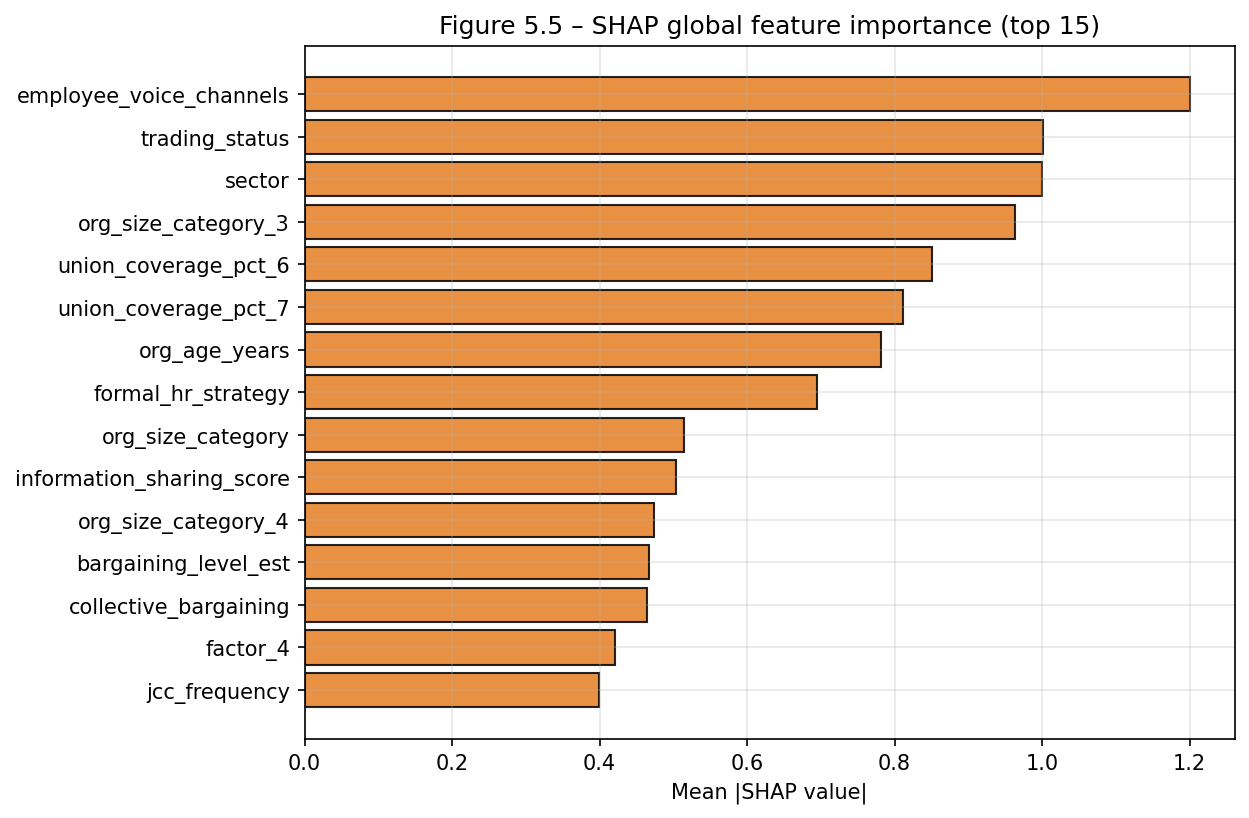 Figure 5.5 – SHAP global feature importance (top 15)
employee_voice_channels
trading_status
sector
org_size_category_3
union_coverage_pct_6
union_coverage_pct_7
org_age_years
formal_hr_strategy
org_size_category
information_sharing_score
org_size_category_4
bargaining_level_est
collective_bargaining
factor_4
jcc_frequency
0.0 0.2 0.4 0.6 0.8 1.0 1.2
Mean |SHAP value|